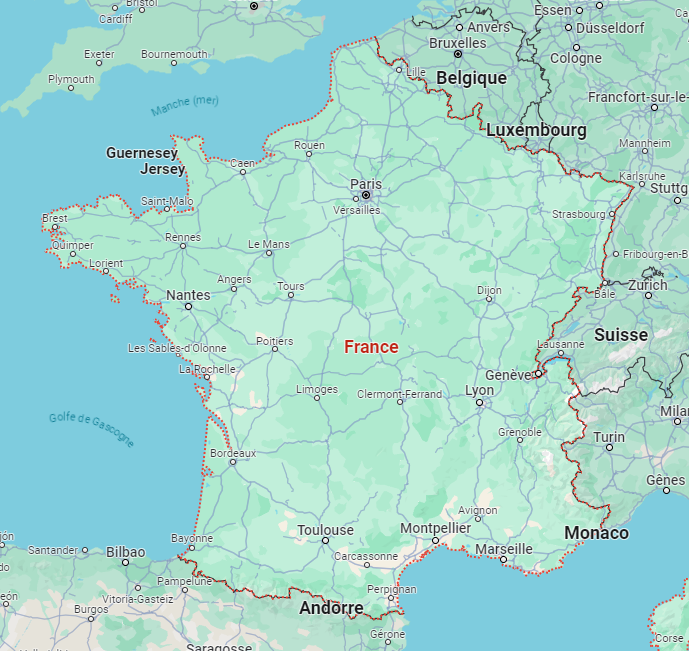 Bristol
Cardiff
Essen
Anvers
Düsseldorf
Bruxelles
Exeter
Bournemouth
Cologne
Plymouth
Lille
Belgique
Manche (mer)
Francfort-sur-le-
Luxembourg
Mannheim
Guernesey
Jersey
Rouen
Caen
Karlsruhe
Paris
Stuttg
Versailles
Saint-Malo
Strasbourg
Brest
Rennes
Quimper
Le Mans
Fribourg-en-B
Lorient
Angers
Tours
Dijon
Bâle
Zurich
Nantes
Suisse
Les Sables-d'Olonne
Poitiers
France
Lausanne
La Rochelle
Genève
Limoges
Clermont-Ferrand
Lyon
Milan
Golfe de Gascogne
Grenoble
Turin
Bordeaux
Gênes
Avignon
Toulouse
Montpellier
Monaco
Bayonne
Santander
Bilbao
Marseille
Carcassonne
Pampelune
Perpignan
Vitoria-Gasteiz
Burgos
Andorre
Gérone
Corse
Saragosse